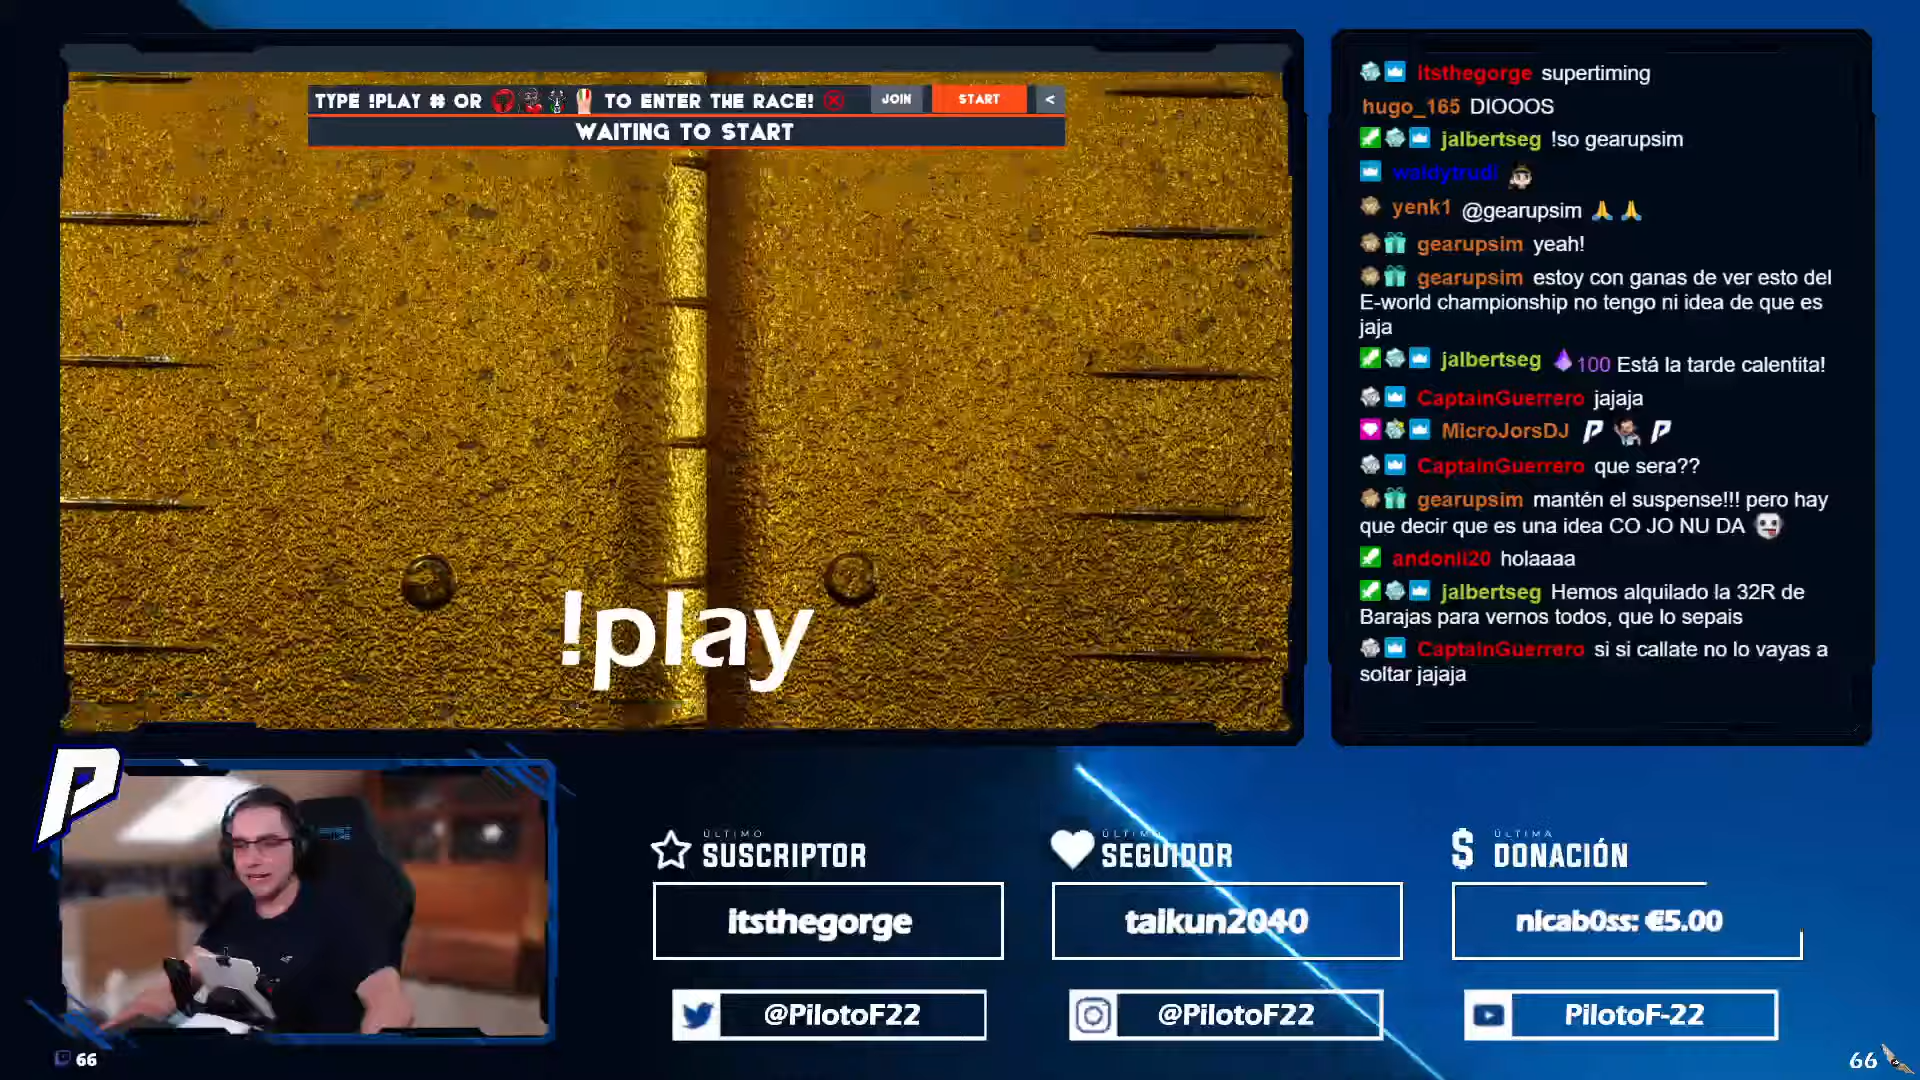 TYPE !PLAY # OR TO ENTER THE RACE!
JOIN
START
<
WAITING TO START
!play
itsthegorge supertiming
hugo_165 DIOOOS
jalbertseg !so gearupsim
waldytrudi
yenk1 @gearupsim
gearupsim yeah!
gearupsim estoy con ganas de ver esto del
E-world championship no tengo ni idea de que es
jaja
jalbertseg 100 Está la tarde calentita!
CaptainGuerrero jajaja
MicroJorsDJ
CaptainGuerrero que sera??
gearupsim mantén el suspense!!! pero hay
que decir que es una idea CO JO NU DA
andonii20 holaaaa
jalbertseg Hemos alquilado la 32R de
Barajas para vernos todos, que lo sepais
CaptainGuerrero si si callate no lo vayas a
soltar jajaja
P
ÚLTIMO
SUSCRIPTOR
itsthegorge
@PilotoF22
ÚLTIMO
SEGUIDOR
taikun2040
@PilotoF22
ÚLTIMA
DONACIÓN
nicab0ss: €5.00
PilotoF-22
66
66